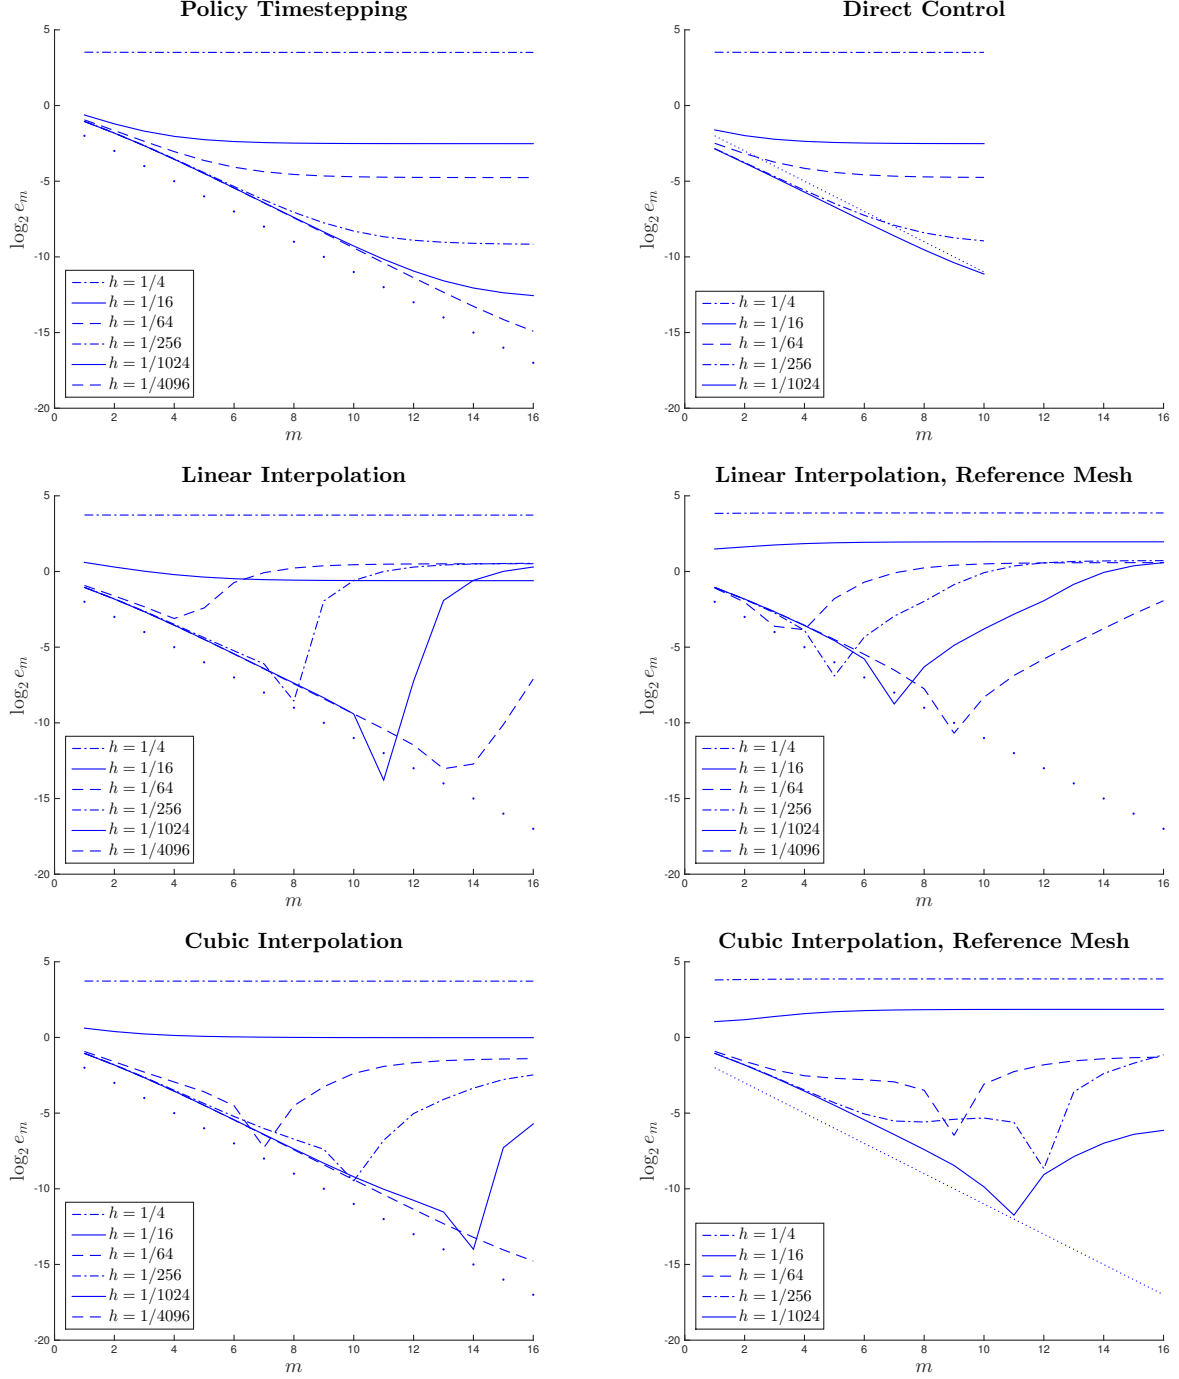 Policy Timestepping
5
0
-5
-10
-15
-20
log₂ eₘ
h = 1/4
h = 1/16
h = 1/64
h = 1/256
h = 1/1024
h = 1/4096
0 2 4 6 8 10 12 14 16
m
Direct Control
5
0
-5
-10
-15
-20
log₂ eₘ
h = 1/4
h = 1/16
h = 1/64
h = 1/256
h = 1/1024
0 2 4 6 8 10 12 14 16
m
Linear Interpolation
5
0
-5
-10
-15
-20
log₂ eₘ
h = 1/4
h = 1/16
h = 1/64
h = 1/256
h = 1/1024
h = 1/4096
0 2 4 6 8 10 12 14 16
m
Linear Interpolation, Reference Mesh
5
0
-5
-10
-15
-20
log₂ eₘ
h = 1/4
h = 1/16
h = 1/64
h = 1/256
h = 1/1024
h = 1/4096
0 2 4 6 8 10 12 14 16
m
Cubic Interpolation
5
0
-5
-10
-15
-20
log₂ eₘ
h = 1/4
h = 1/16
h = 1/64
h = 1/256
h = 1/1024
h = 1/4096
0 2 4 6 8 10 12 14 16
m
Cubic Interpolation, Reference Mesh
5
0
-5
-10
-15
-20
log₂ eₘ
h = 1/4
h = 1/16
h = 1/64
h = 1/256
h = 1/1024
0 2 4 6 8 10 12 14 16
m